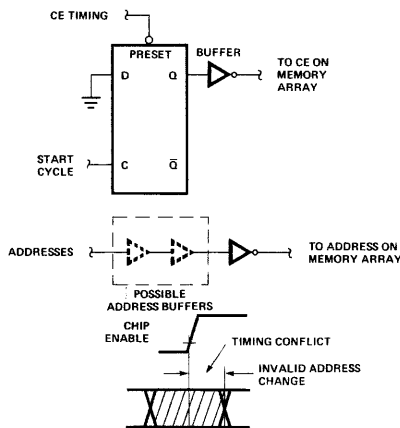 CE TIMING
PRESET
D
Q
BUFFER
TO CE ON
MEMORY
ARRAY
START
CYCLE
C
Q̅
ADDRESSES
TO ADDRESS ON
MEMORY ARRAY
POSSIBLE
ADDRESS BUFFERS
CHIP
ENABLE
TIMING CONFLICT
INVALID ADDRESS
CHANGE